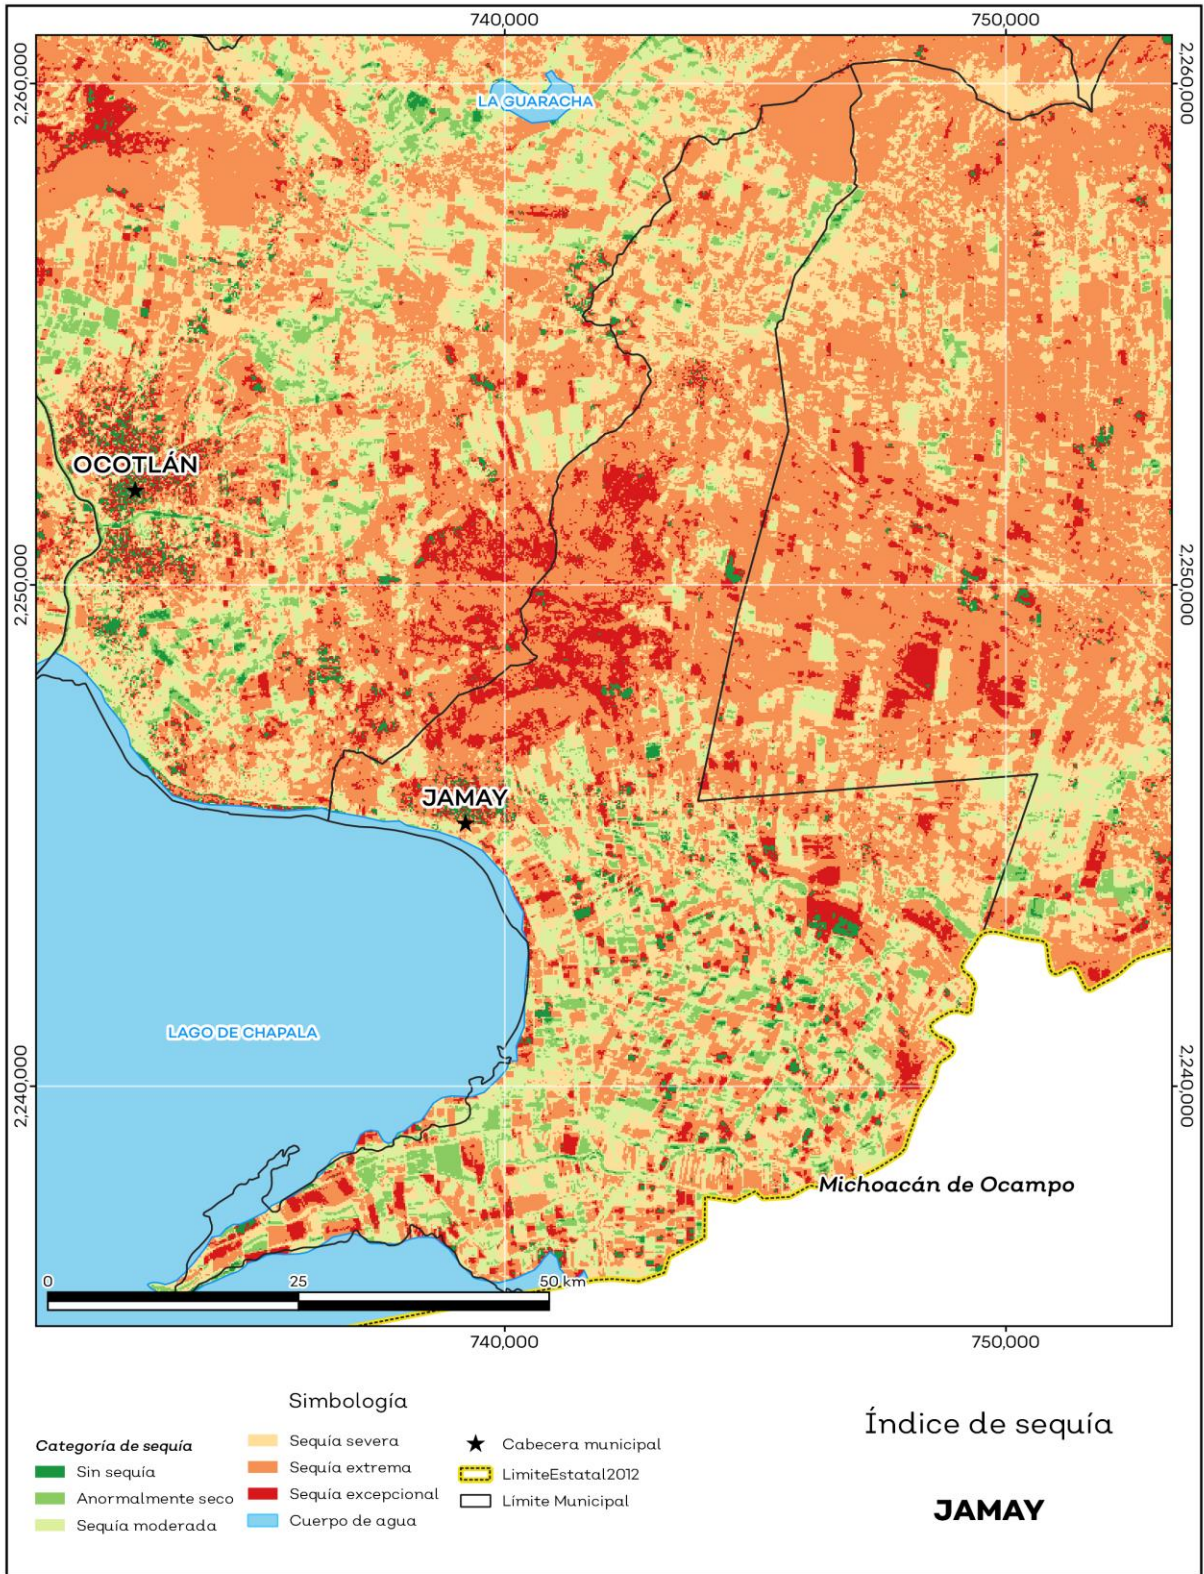 740,000
750,000
2,260,000
2,260,000
LA GUARACHA
OCOTLÁN
2,250,000
2,250,000
JAMAY
LAGO DE CHAPALA
2,240,000
2,240,000
Michoacán de Ocampo
0
25
50 km
740,000
750,000
Simbología
Categoría de sequía
Sin sequía
Anormalmente seco
Sequía moderada
Sequía severa
Sequía extrema
Sequía excepcional
Cuerpo de agua
Cabecera municipal
LimiteEstatal2012
Límite Municipal
Índice de sequía
JAMAY